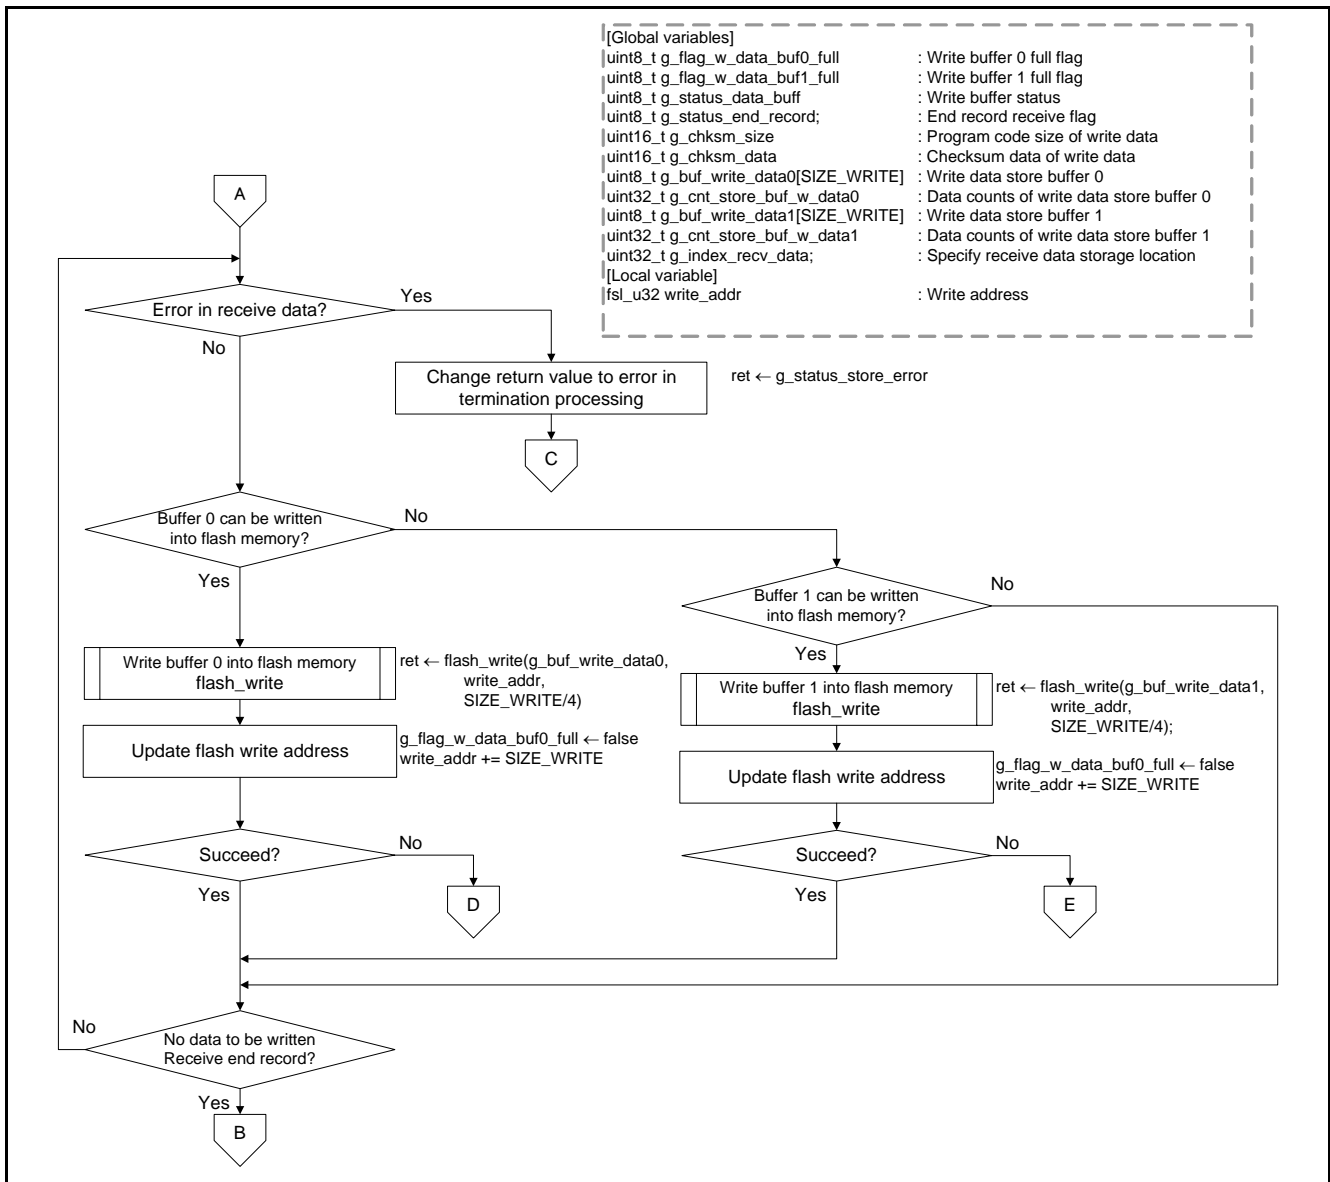 [Global variables]
uint8_t g_flag_w_data_buf0_full : Write buffer 0 full flag
uint8_t g_flag_w_data_buf1_full : Write buffer 1 full flag
uint8_t g_status_data_buff : Write buffer status
uint8_t g_status_end_record; : End record receive flag
uint16_t g_chksm_size : Program code size of write data
uint16_t g_chksm_data : Checksum data of write data
uint8_t g_buf_write_data0[SIZE_WRITE] : Write data store buffer 0
uint32_t g_cnt_store_buf_w_data0 : Data counts of write data store buffer 0
uint8_t g_buf_write_data1[SIZE_WRITE] : Write data store buffer 1
uint32_t g_cnt_store_buf_w_data1 : Data counts of write data store buffer 1
uint32_t g_index_recv_data; : Specify receive data storage location
[Local variable]
fsl_u32 write_addr : Write address
A
Error in receive data?
Yes
No
Change return value to error in
termination processing
ret ← g_status_store_error
C
Buffer 0 can be written
into flash memory?
No
Yes
Buffer 1 can be written
into flash memory?
No
Yes
Write buffer 0 into flash memory
flash_write
ret ← flash_write(g_buf_write_data0,
write_addr,
SIZE_WRITE/4)
Write buffer 1 into flash memory
flash_write
ret ← flash_write(g_buf_write_data1,
write_addr,
SIZE_WRITE/4);
Update flash write address
g_flag_w_data_buf0_full ← false
write_addr += SIZE_WRITE
Update flash write address
g_flag_w_data_buf0_full ← false
write_addr += SIZE_WRITE
Succeed?
No
Yes
D
Succeed?
No
Yes
E
No
No data to be written
Receive end record?
Yes
B